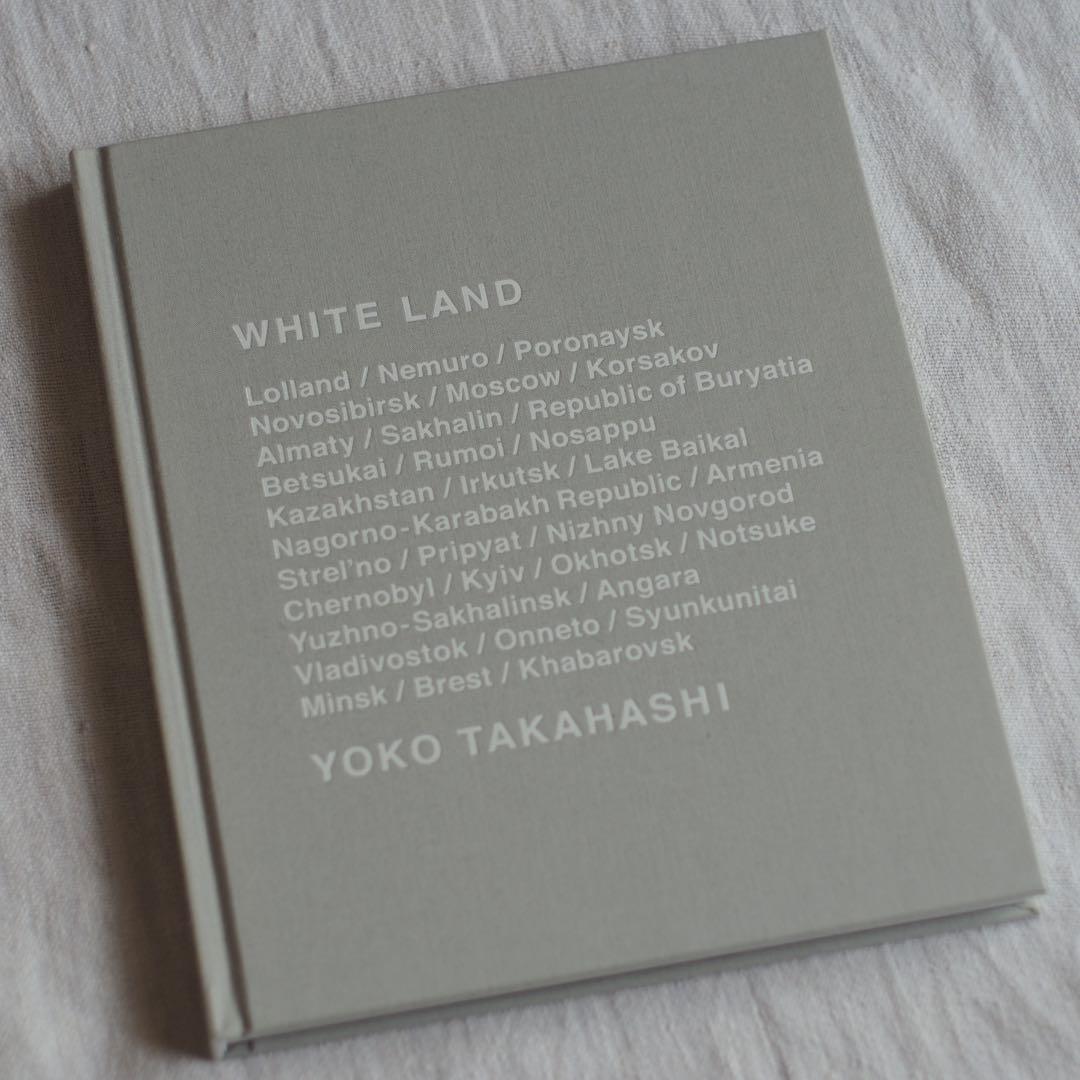 WHITE LAND
Lolland / Nemuro / Poronaysk
Novosibirsk / Moscow / Korsakov
Almaty / Sakhalin / Republic of Buryatia
Betsukai / Rumoi / Nosappu
Kazakhstan / Irkutsk / Lake Baikal
Nagorno-Karabakh Republic / Armenia
Strel’no / Pripyat / Nizhny Novgorod
Chernobyl / Kyiv / Okhotsk / Notsuke
Yuzhno-Sakhalinsk / Angara
Vladivostok / Onneto / Syunkunitai
Minsk / Brest / Khabarovsk
YOKO TAKAHASHI